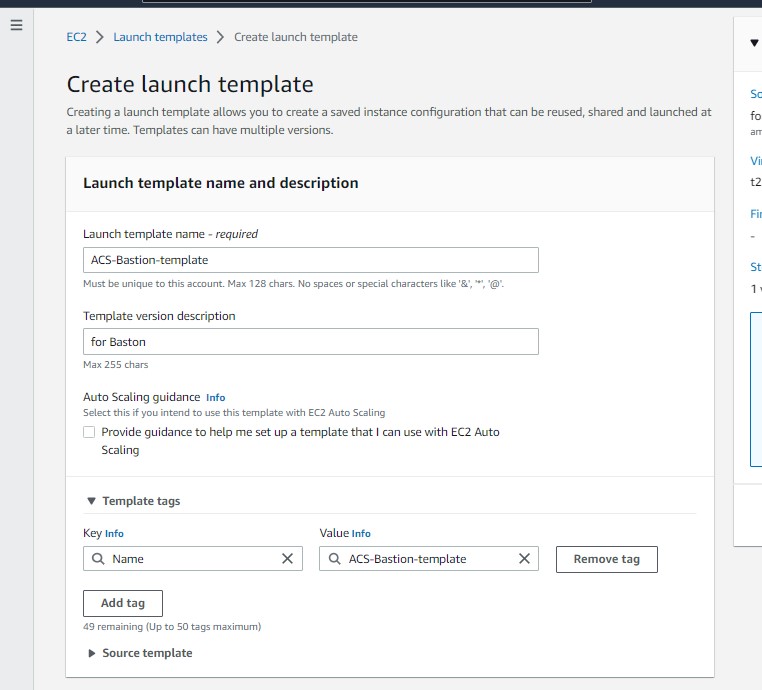 EC2 > Launch templates > Create launch template
Create launch template
Creating a launch template allows you to create a saved instance configuration that can be reused, shared and launched at
a later time. Templates can have multiple versions.
Launch template name and description
Launch template name - required
ACS-Bastion-template
Must be unique to this account. Max 128 chars. No spaces or special characters like '&', '*', '@'.
Template version description
for Baston
Max 255 chars
Auto Scaling guidance Info
Select this if you intend to use this template with EC2 Auto Scaling
Provide guidance to help me set up a template that I can use with EC2 Auto
Scaling
Template tags
Key Info Value Info
Name ACS-Bastion-template Remove tag
Add tag
49 remaining (Up to 50 tags maximum)
Source template
t2
1